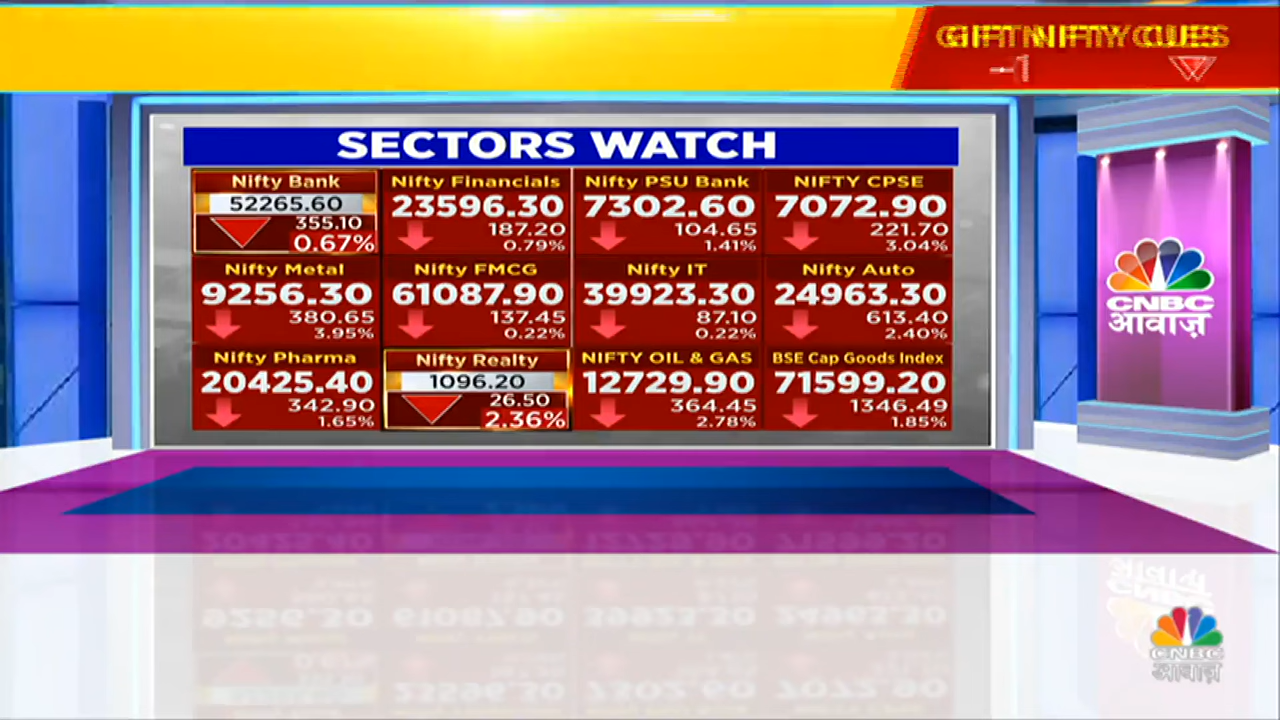 SECTORS WATCH
Nifty Bank
52265.60
355.10
0.67%
Nifty Financials
23596.30
187.20
0.79%
Nifty PSU Bank
7302.60
104.65
1.41%
NIFTY CPSE
7072.90
221.70
3.04%
Nifty Metal
9256.30
380.65
3.95%
Nifty FMCG
61087.90
137.45
0.22%
Nifty IT
39923.30
87.10
0.22%
Nifty Auto
24963.30
613.40
2.40%
Nifty Pharma
20425.40
342.90
1.65%
Nifty Realty
1096.20
26.50
2.36%
NIFTY OIL & GAS
12729.90
364.45
2.78%
BSE Cap Goods Index
71599.20
1346.49
1.85%
CNBC
आवाज़
CNBC
आवाज़